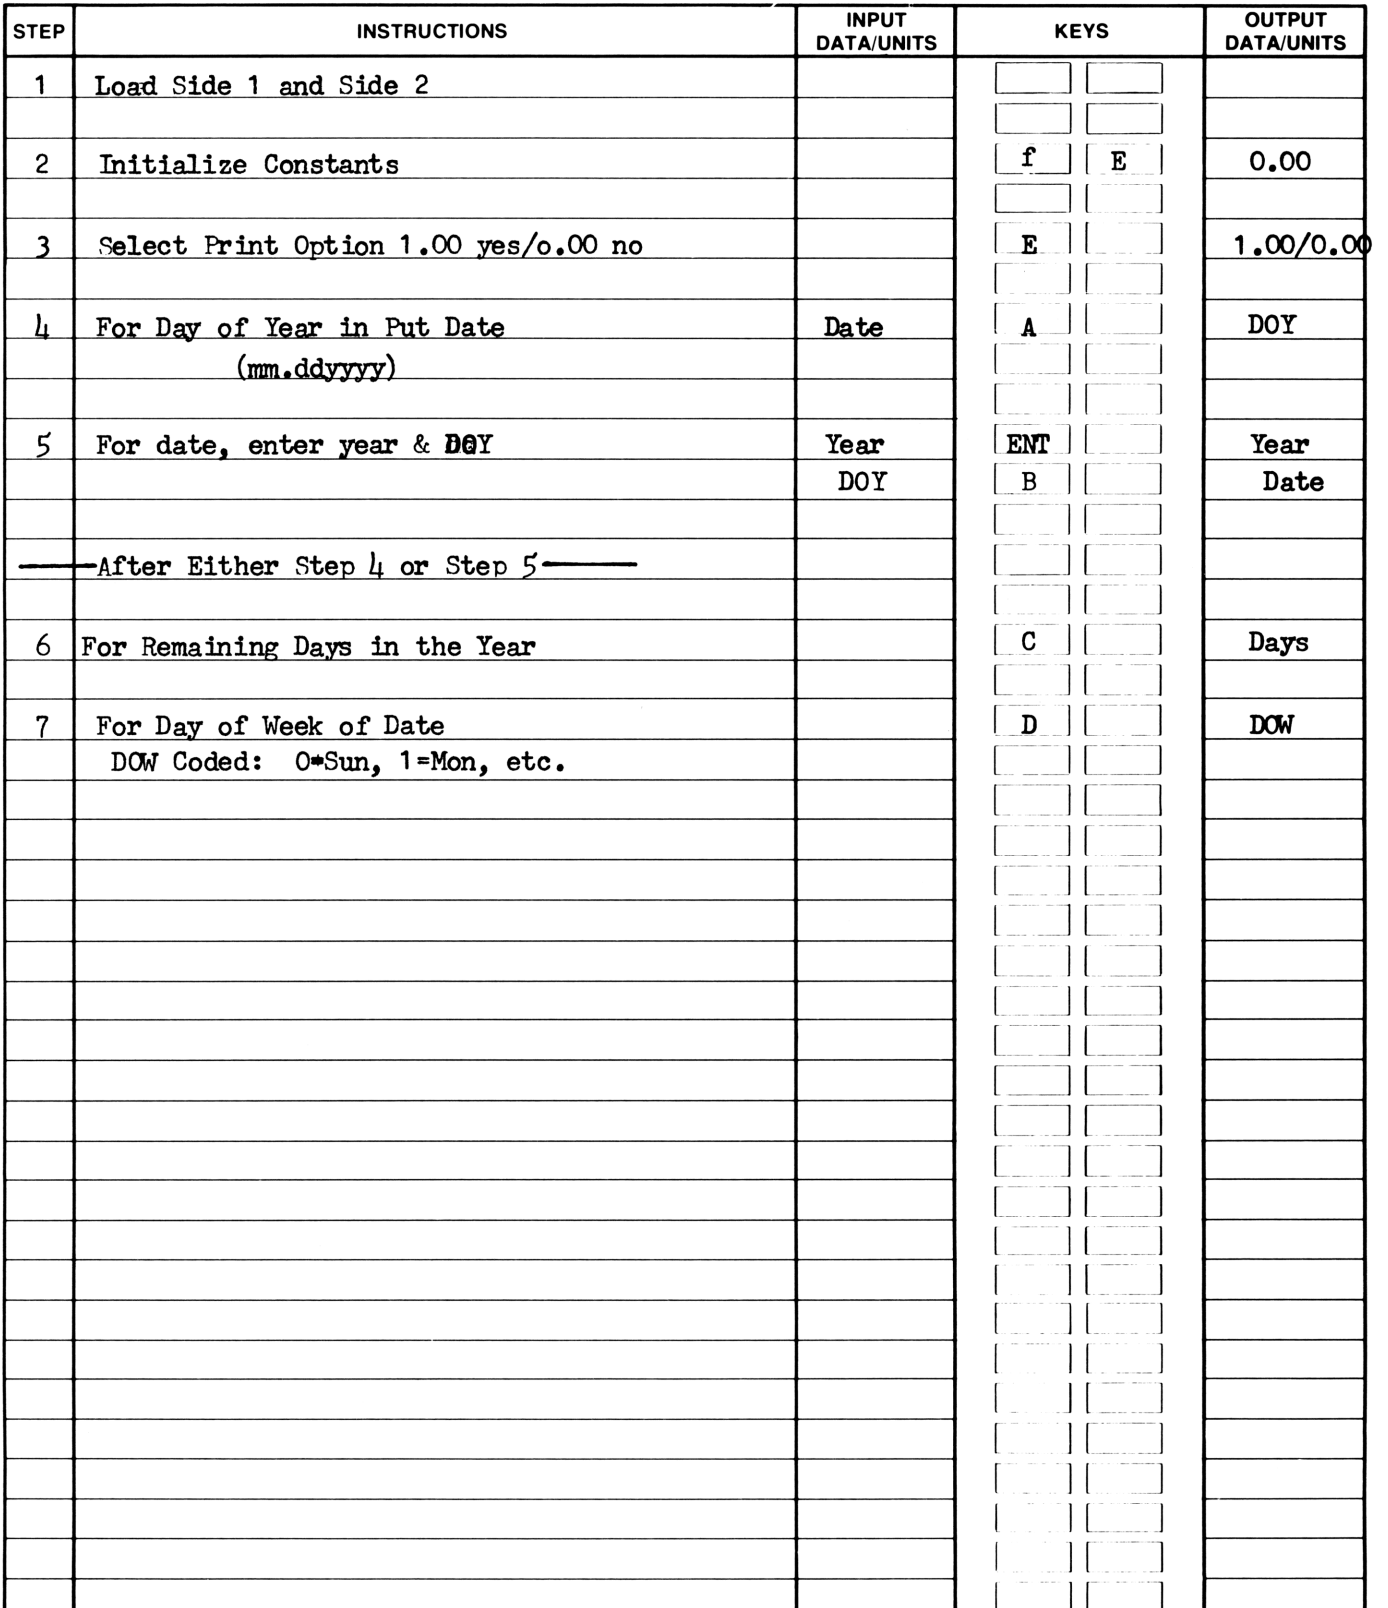 STEP INSTRUCTIONS INPUT DATA/UNITS KEYS OUTPUT DATA/UNITS
1 Load Side 1 and Side 2
2 Initialize Constants f E 0.00
3 Select Print Option 1.00 yes/o.00 no E 1.00/0.00
4 For Day of Year in Put Date Date A DOY
(mm.ddyyyy)
5 For date, enter year & DOY Year ENT Year
DOY B Date
After Either Step 4 or Step 5
6 For Remaining Days in the Year C Days
7 For Day of Week of Date D DOW
DOW Coded: 0=Sun, 1=Mon, etc.